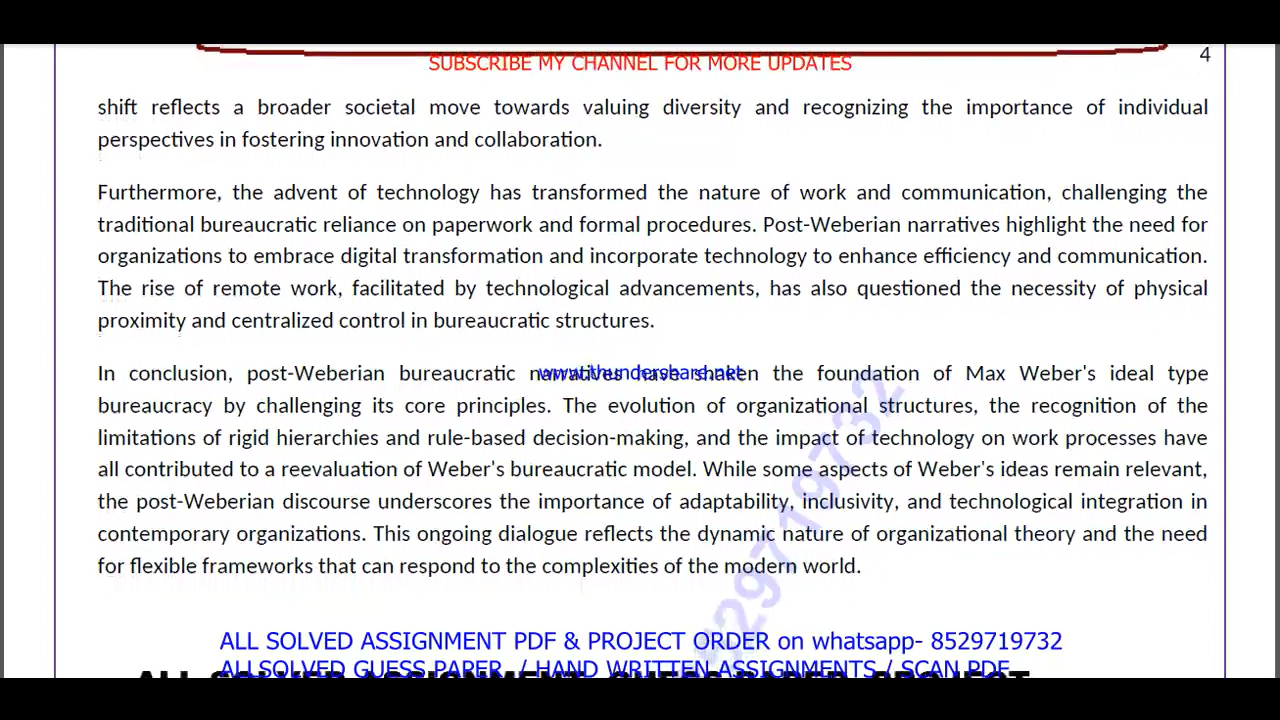 4
SUBSCRIBE MY CHANNEL FOR MORE UPDATES
shift reflects a broader societal move towards valuing diversity and recognizing the importance of individual
perspectives in fostering innovation and collaboration.
Furthermore, the advent of technology has transformed the nature of work and communication, challenging the
traditional bureaucratic reliance on paperwork and formal procedures. Post-Weberian narratives highlight the need for
organizations to embrace digital transformation and incorporate technology to enhance efficiency and communication.
The rise of remote work, facilitated by technological advancements, has also questioned the necessity of physical
proximity and centralized control in bureaucratic structures.
In conclusion, post-Weberian bureaucratic narratives have shaken the foundation of Max Weber's ideal type
www.thundershare.net
bureaucracy by challenging its core principles. The evolution of organizational structures, the recognition of the
limitations of rigid hierarchies and rule-based decision-making, and the impact of technology on work processes have
all contributed to a reevaluation of Weber's bureaucratic model. While some aspects of Weber's ideas remain relevant,
the post-Weberian discourse underscores the importance of adaptability, inclusivity, and technological integration in
contemporary organizations. This ongoing dialogue reflects the dynamic nature of organizational theory and the need
for flexible frameworks that can respond to the complexities of the modern world.
8529719732
ALL SOLVED ASSIGNMENT PDF & PROJECT ORDER on whatsapp- 8529719732
ALLSOLVED GUESS PAPER / HAND WRITTEN ASSIGNMENTS / SCAN PDF